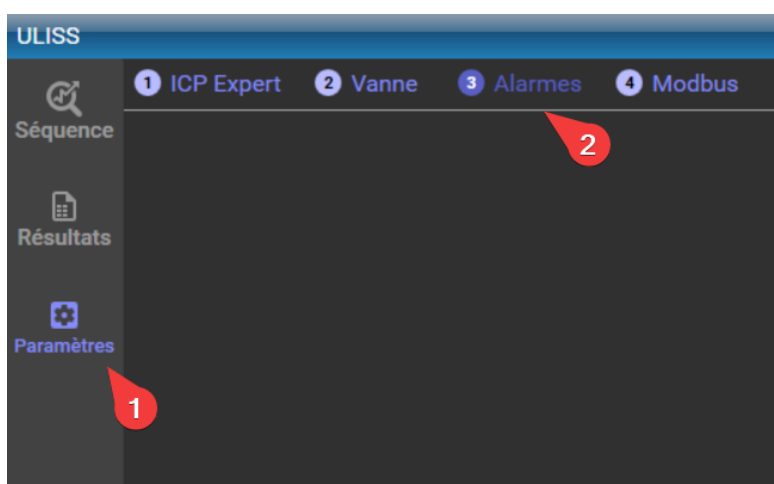 ULISS
1 ICP Expert 2 Vanne 3 Alarmes 4 Modbus
Séquence
2
Résultats
Paramètres
1